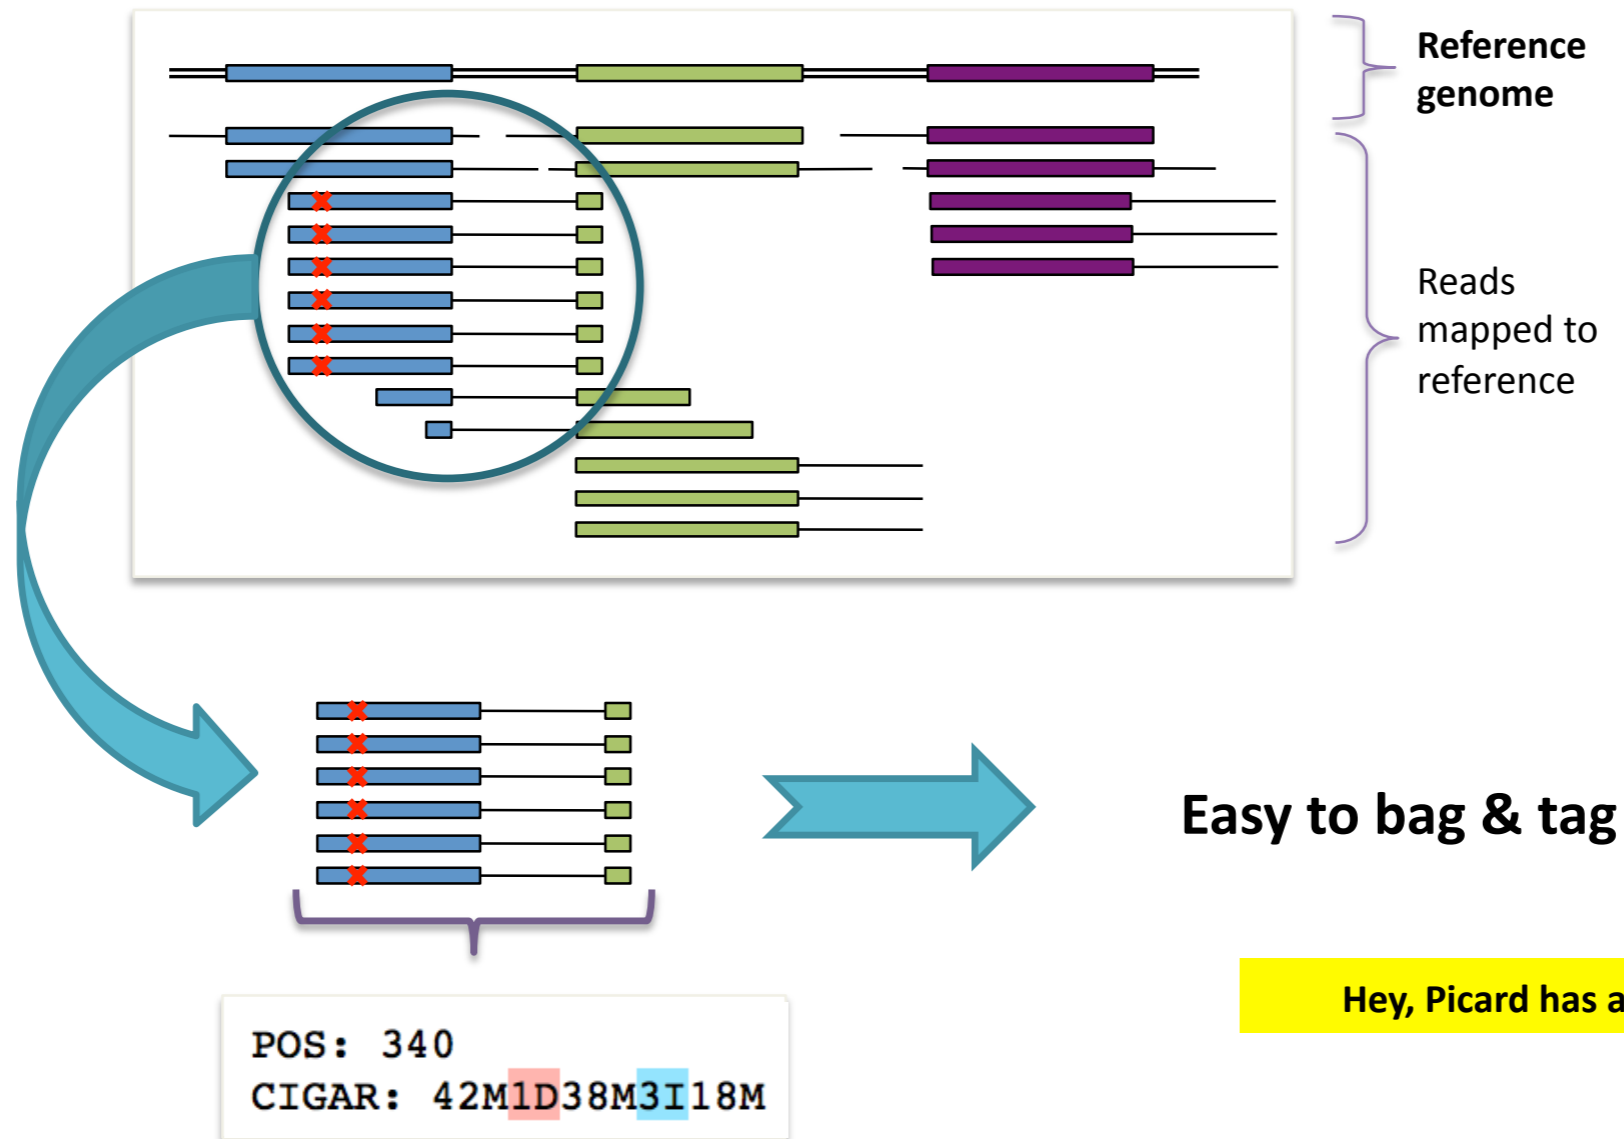 Reference
genome
Reads
mapped to
reference
Easy to bag & tag
Hey, Picard has a
POS: 340
CIGAR: 42M1D38M3I18M